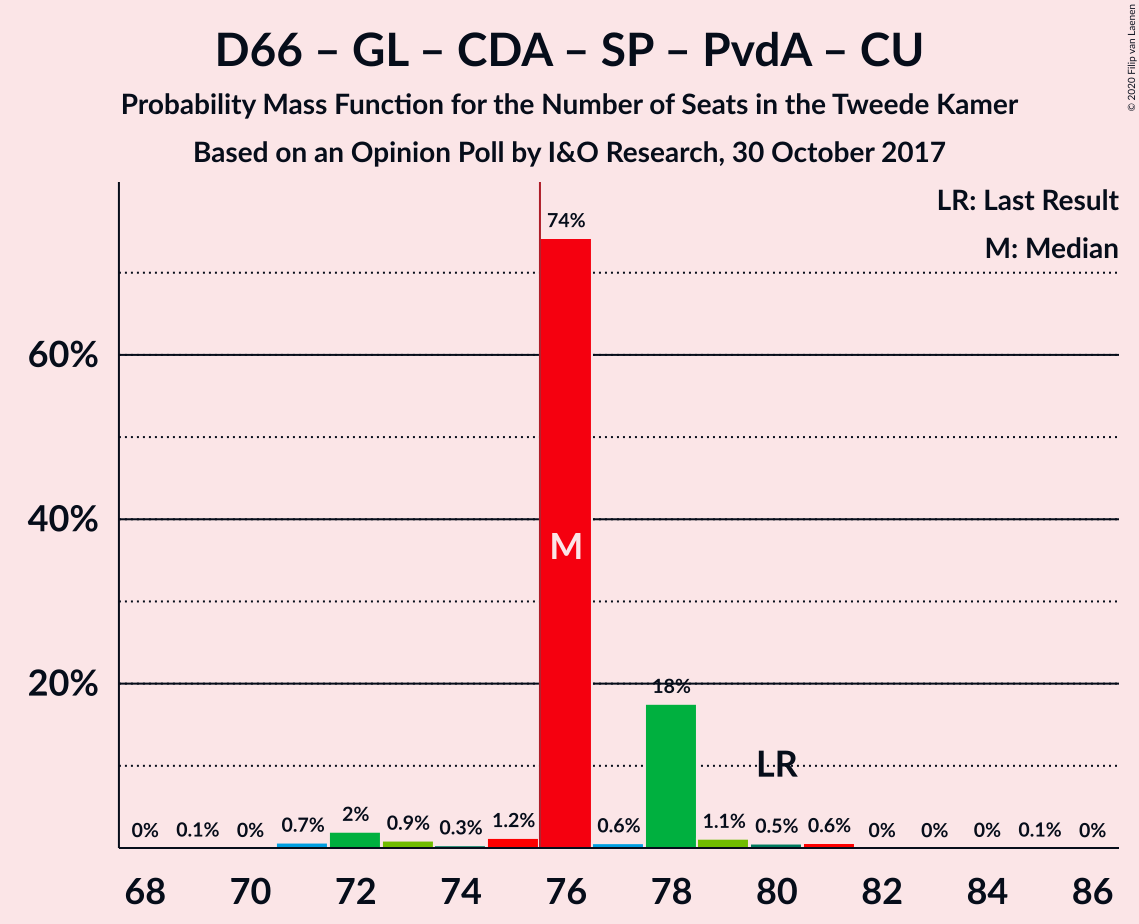 D66 – GL – CDA – SP – PvdA – CU
Probability Mass Function for the Number of Seats in the Tweede Kamer
Based on an Opinion Poll by I&O Research, 30 October 2017
© 2020 Filip van Laenen
LR: Last Result
M: Median
60%
40%
20%
0% 0.1% 0% 0.7% 2% 0.9% 0.3% 1.2% 74% 0.6% 18% 1.1% 0.5% 0.6% 0% 0% 0% 0.1% 0%
M
LR
68 70 72 74 76 78 80 82 84 86